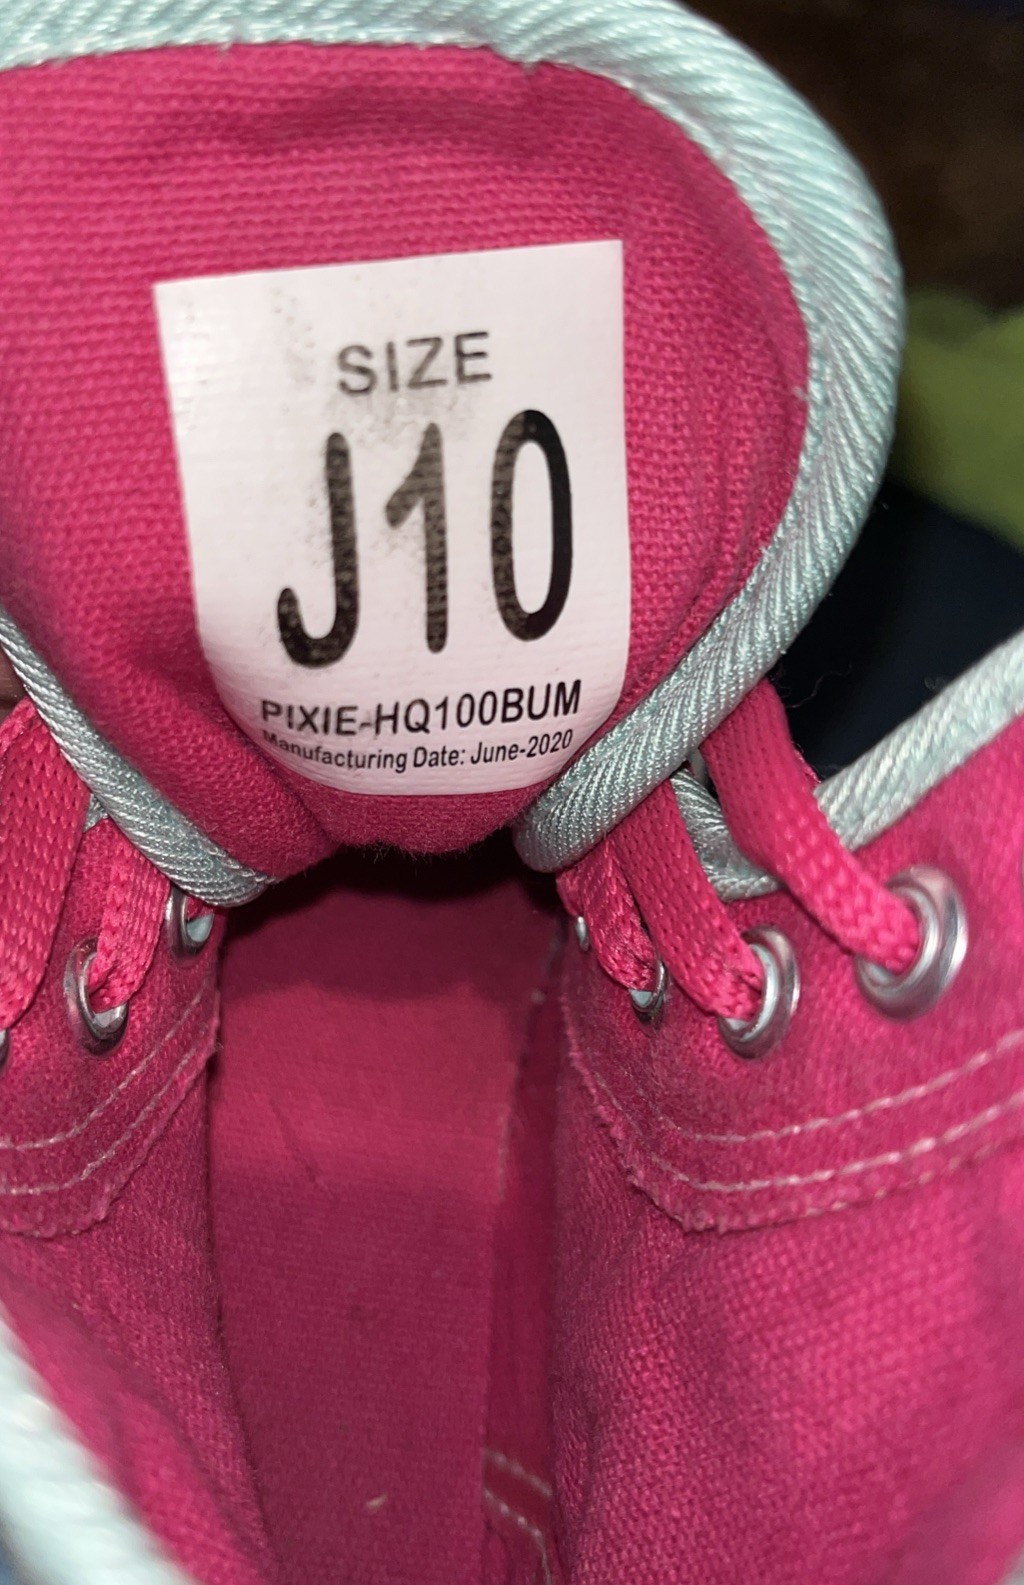 SIZE
J10
PIXIE-HQ100BUM
Manufacturing Date: June-2020